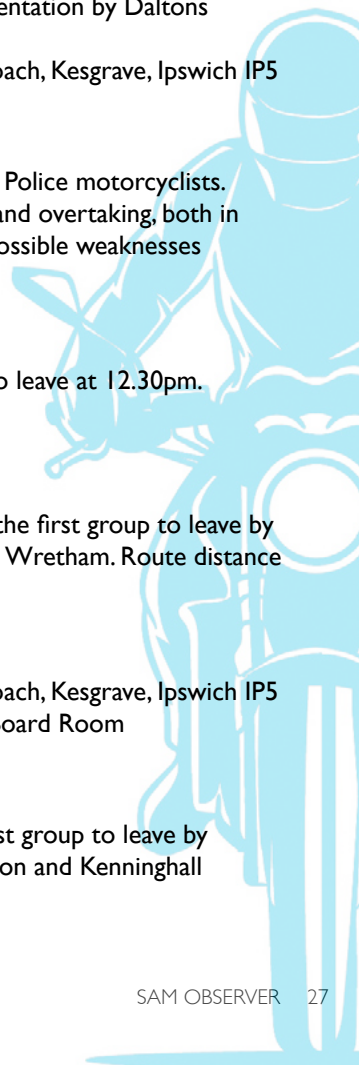 entation by Daltons
oach, Kesgrave, Ipswich IP5
Police motorcyclists.
and overtaking, both in
ossible weaknesses
o leave at 12.30pm.
the first group to leave by
Wretham. Route distance
oach, Kesgrave, Ipswich IP5
Board Room
st group to leave by
on and Kenninghall
SAM OBSERVER 27